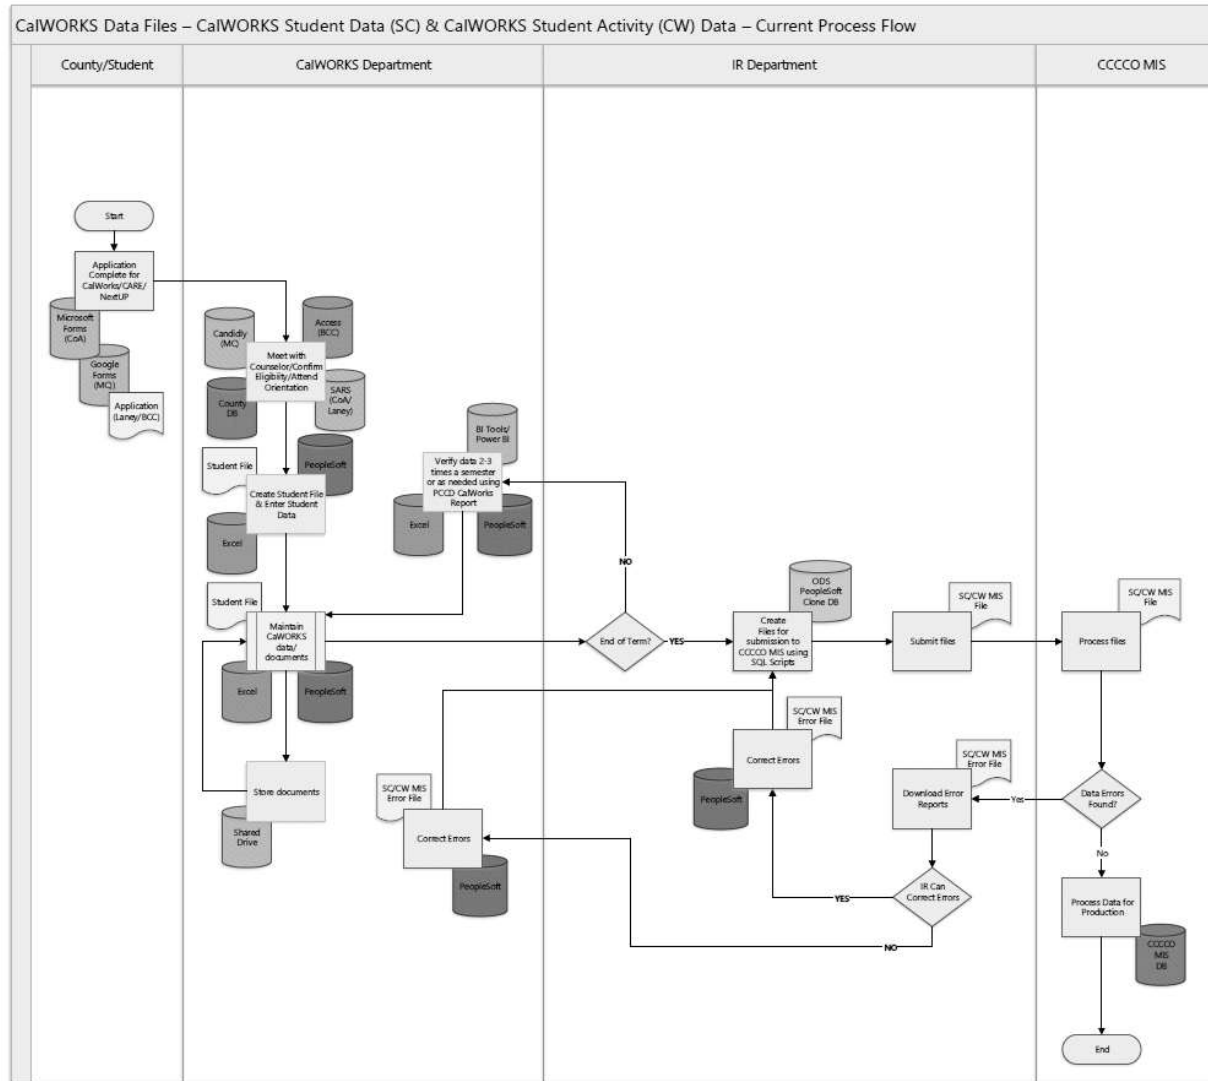 CalWORKS Data Files – CalWORKS Student Data (SC) & CalWORKS Student Activity (CW) Data – Current Process Flow
County/Student
CalWORKS Department
IR Department
CCCCO MIS
Start
Application
Complete for
CalWorks/CARE/
NextUP
Microsoft
Forms
(CoA)
Google
Forms
(MQ)
Application
(Laney/BCC)
Candidly
(MC)
Access
(BCC)
Meet with
Counselor/Confirm
Eligibility/Attend
Orientation
County
DB
SARS
(CoA/
Laney)
Student File
PeopleSoft
Create Student File
& Enter Student
Data
Excel
BI Tools/
Power BI
Verify data 2-3
times a semester
or as needed using
PCCD CalWorks
Report
Excel
PeopleSoft
NO
Student File
Maintain
CaWORKS
data/
documents
Excel
PeopleSoft
End of Term?
YES
ODS
PeopleSoft
Clone DB
Create
Files for
submission to
CCCCO MIS using
SQL Scripts
SC/CW MIS
File
Submit files
SC/CW MIS
File
Process files
Store documents
Shared
Drive
SC/CW MIS
Error File
Correct Errors
PeopleSoft
SC/CW MIS
Error File
Correct Errors
PeopleSoft
SC/CW MIS
Error File
Download Error
Reports
Yes
Data Errors
Found?
No
IR Can
Correct Errors
YES
NO
Process Data for
Production
CCCCO
MIS
DB
End